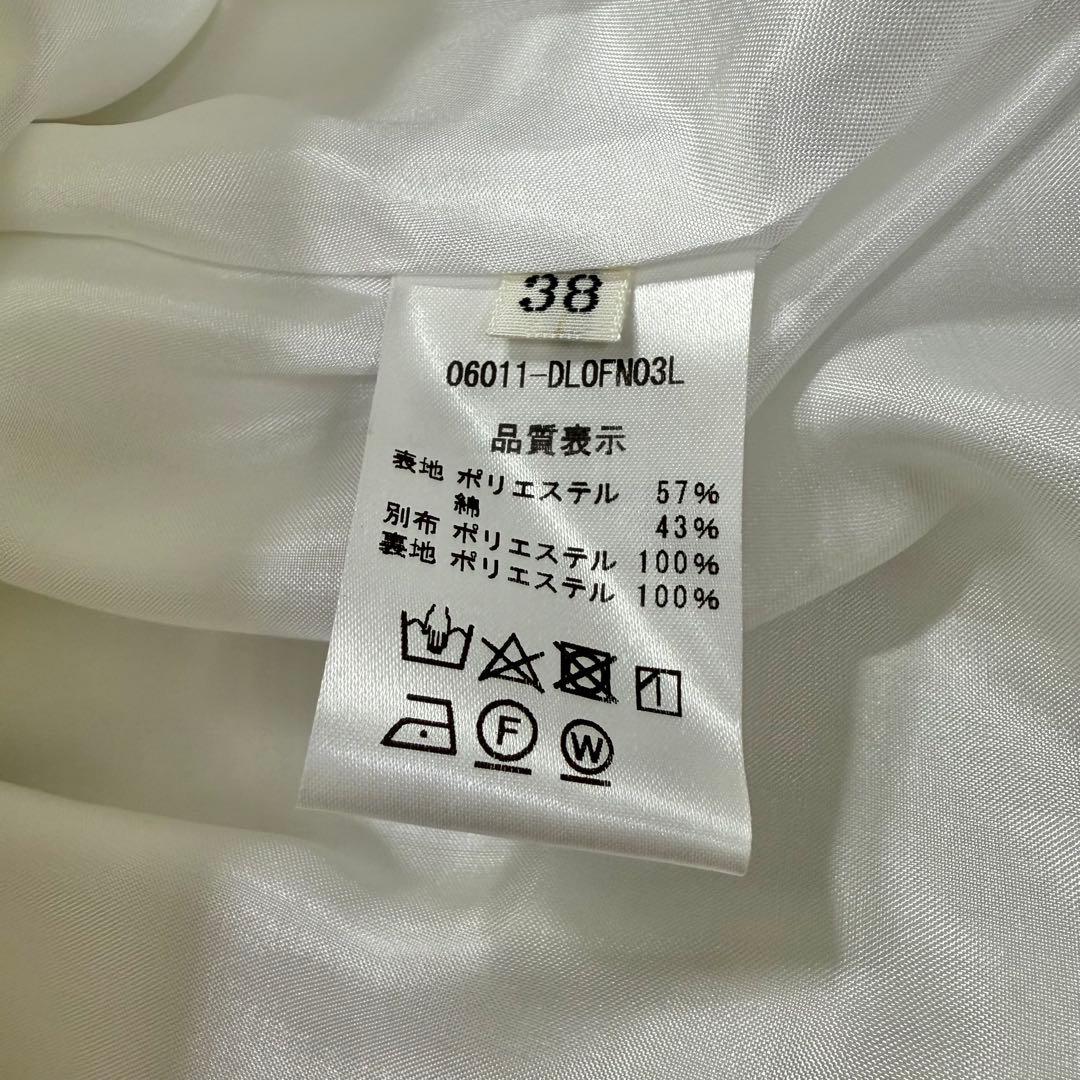 38
06011-DL0FN03L
品質表示
表地 ポリエステル 57%
綿 43%
別布 ポリエステル 100%
裏地 ポリエステル 100%
F W